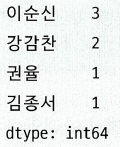 이순신    3
강감찬    2
권율     1
김종서    1
dtype: int64